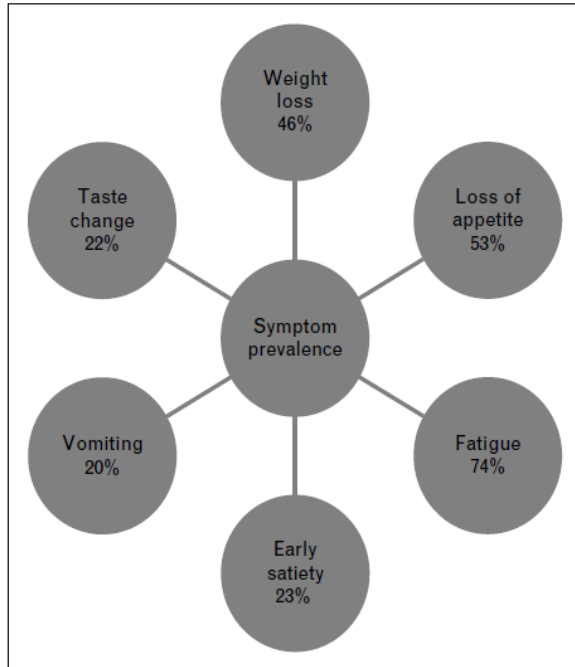 Weight
loss
46%
Taste
change
22%
Loss of
appetite
53%
Symptom
prevalence
Vomiting
20%
Fatigue
74%
Early
satiety
23%